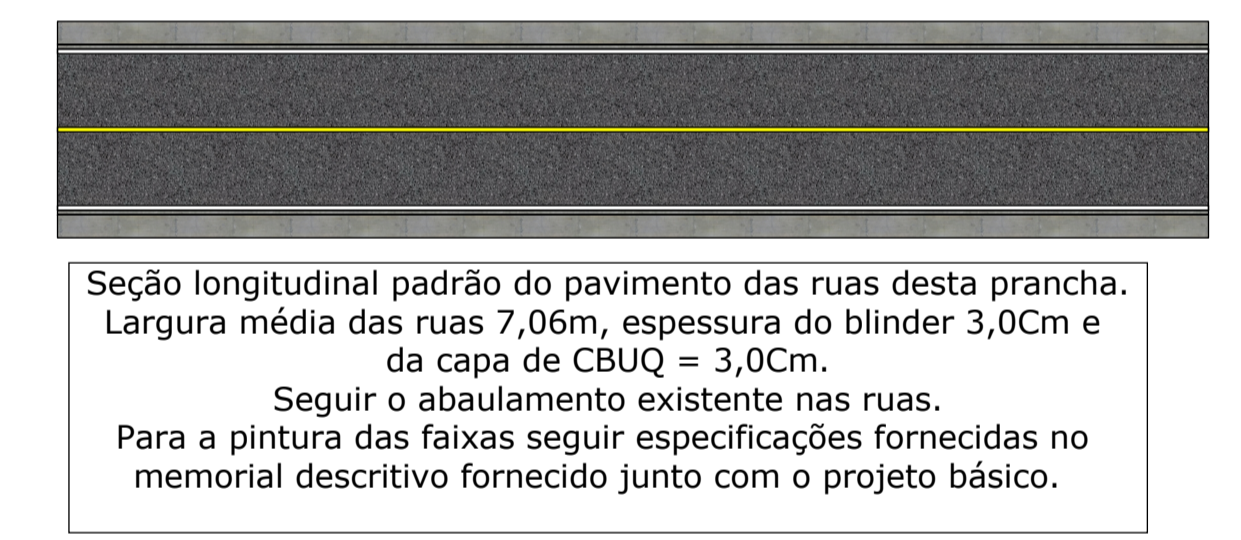 Seção longitudinal padrão do pavimento das ruas desta prancha.
Largura média das ruas 7,06m, espessura do blinder 3,0Cm e
da capa de CBUQ = 3,0Cm.
Seguir o abaulamento existente nas ruas.
Para a pintura das faixas seguir especificações fornecidas no
memorial descritivo fornecido junto com o projeto básico.